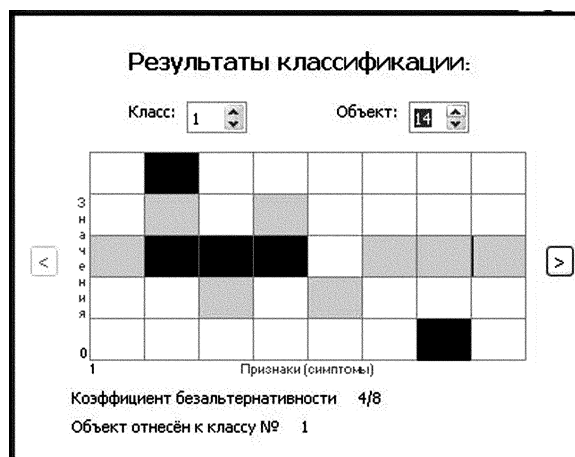 Результаты классификации:
Класс: 1 Объект: 14
Значения
<
>
0
1 Признаки (симптомы)
Коэффициент безальтернативности 4/8
Объект отнесён к классу № 1